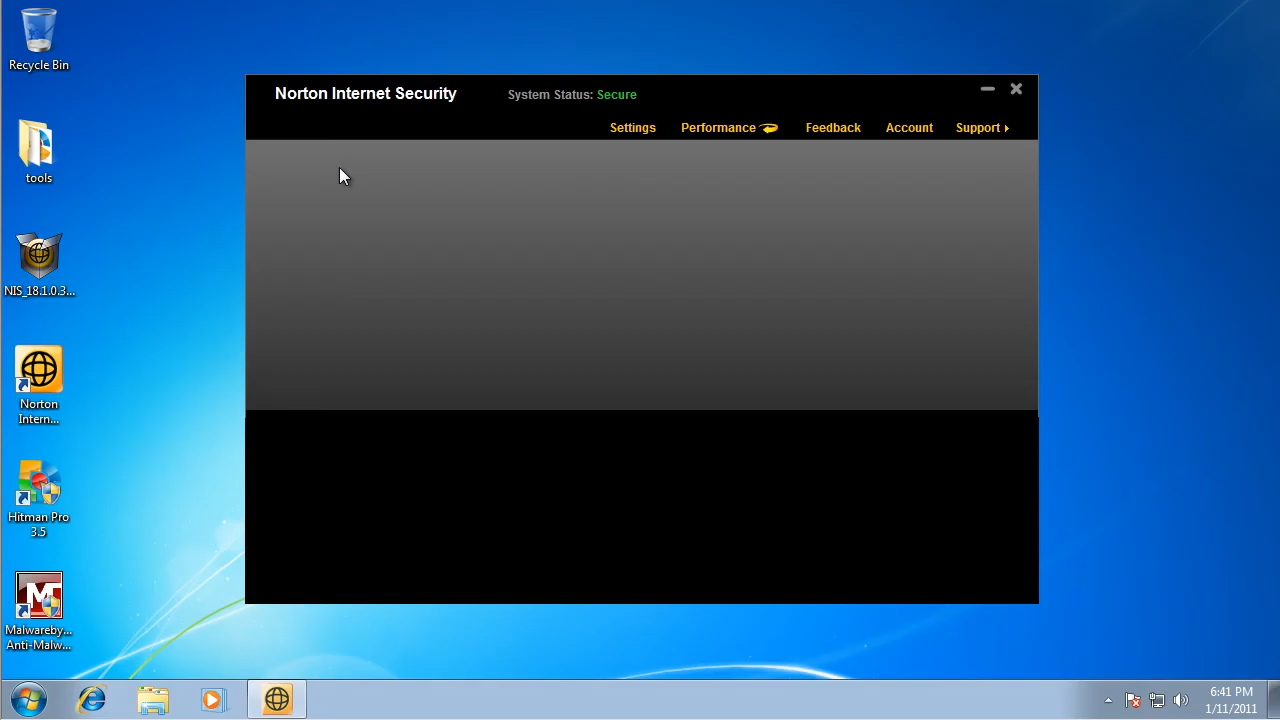 Recycle Bin
tools
NIS_18.1.0.3...
Norton
Intern...
Hitman Pro
3.5
Malwareby...
Anti-Malw...
Norton Internet Security
System Status: Secure
Settings
Performance
Feedback
Account
Support
6:41 PM
1/11/2011